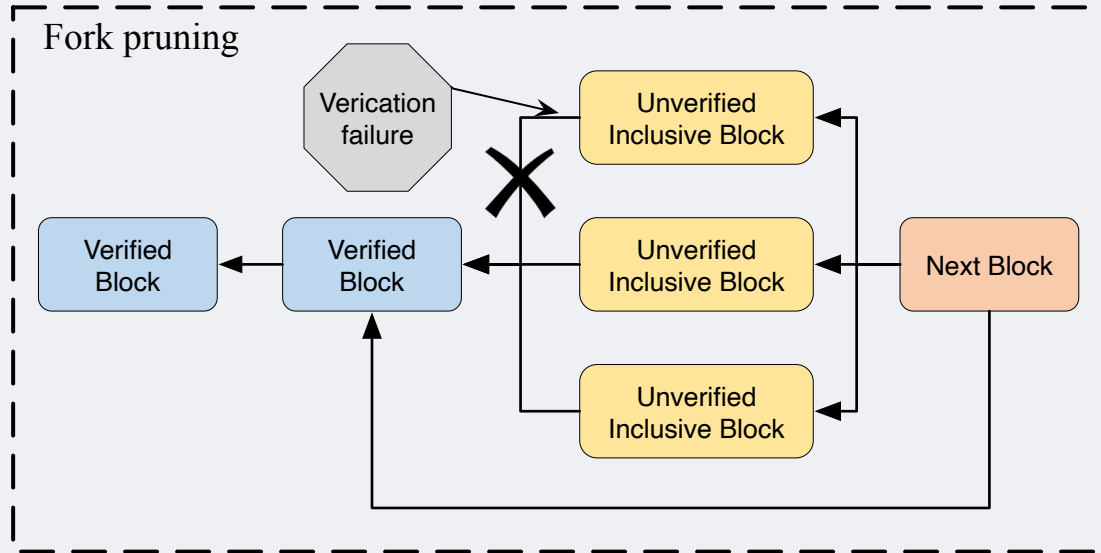 Fork pruning
Verication
failure
Unverified
Inclusive Block
Verified
Block
Verified
Block
Unverified
Inclusive Block
Next Block
Unverified
Inclusive Block